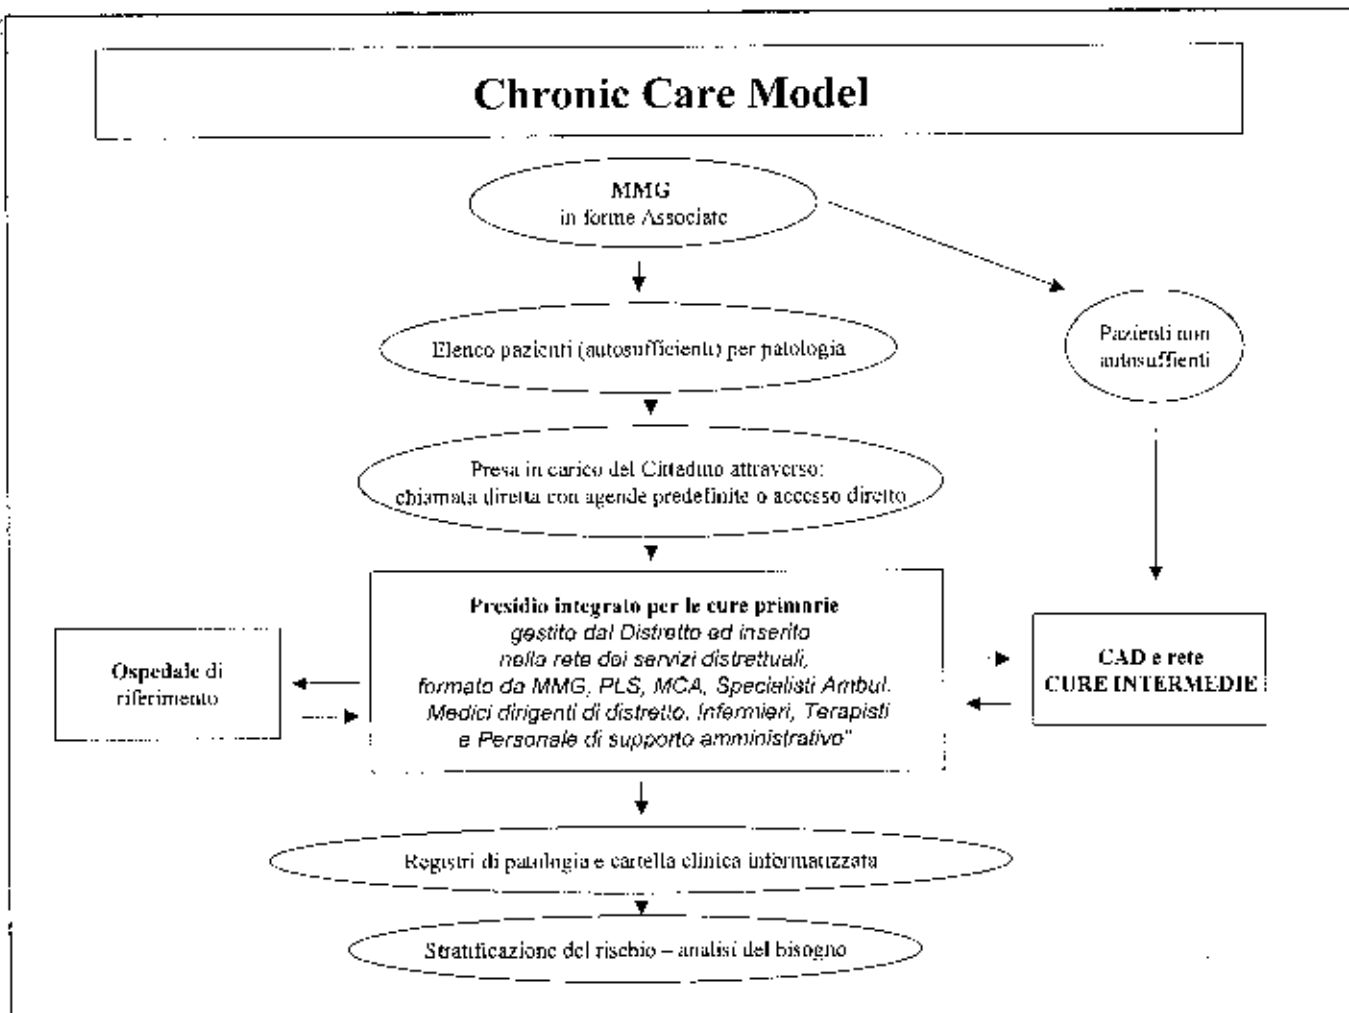 Chronic Care Model
MMG
in forme Associate
Elenco pazienti (autosufficienti) per patologia
Pazienti non
autosuffienti
Presa in carico del Cittadino attraverso:
chiamata diretta con agende predefinite o accesso diretto
Presidio integrato per le cure primarie
gestito dal Distretto ed inserito
nella rete dei servizi distrettuali,
formato da MMG, PLS, MCA, Specialisti Ambul.
Medici dirigenti di distretto, Infermieri, Terapisti
e Personale di supporto amministrativo"
Ospedale di
riferimento
CAD e rete
CURE INTERMEDIE
Registri di patologia e cartella clinica informatizzata
Stratificazione del rischio – analisi del bisogno